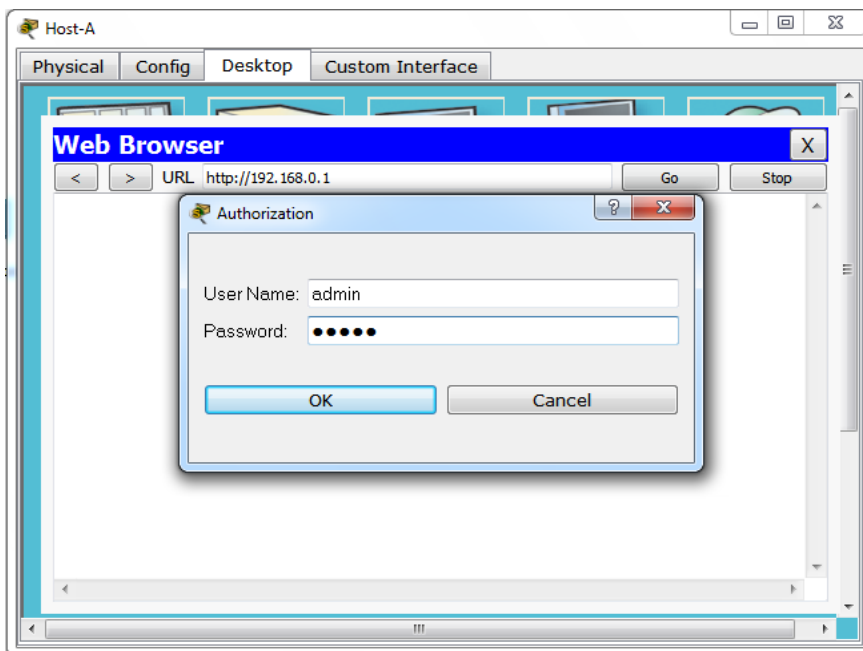 Host-A
Physical Config Desktop Custom Interface
Web Browser X
< > URL http://192.168.0.1 Go Stop
Authorization ?
User Name: admin
Password: ●●●●●
OK Cancel